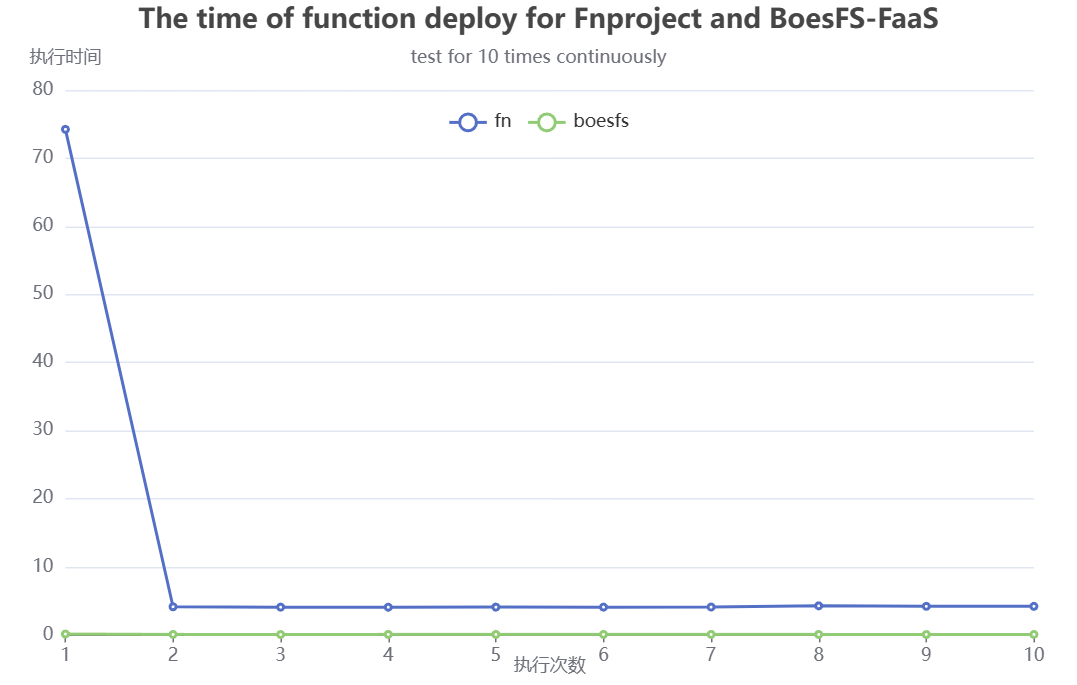 The time of function deploy for Fnproject and BoesFS-FaaS
执行时间
test for 10 times continuously
80
fn
boesfs
70
60
50
40
30
20
10
0
1 2 3 4 5 6 7 8 9 10
执行次数